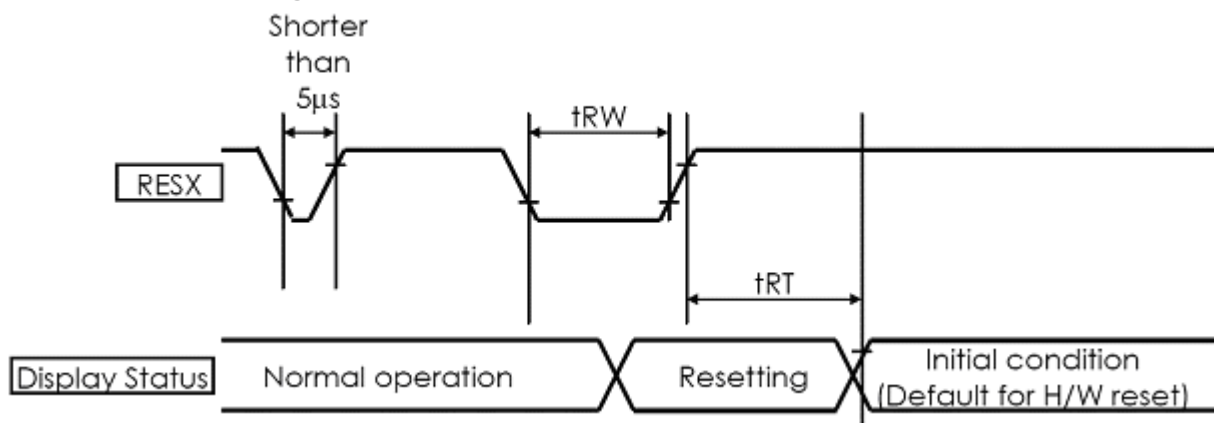 Shorter
than
5μs
tRW
RESX
tRT
Display Status
Normal operation
Resetting
Initial condition
(Default for H/W reset)